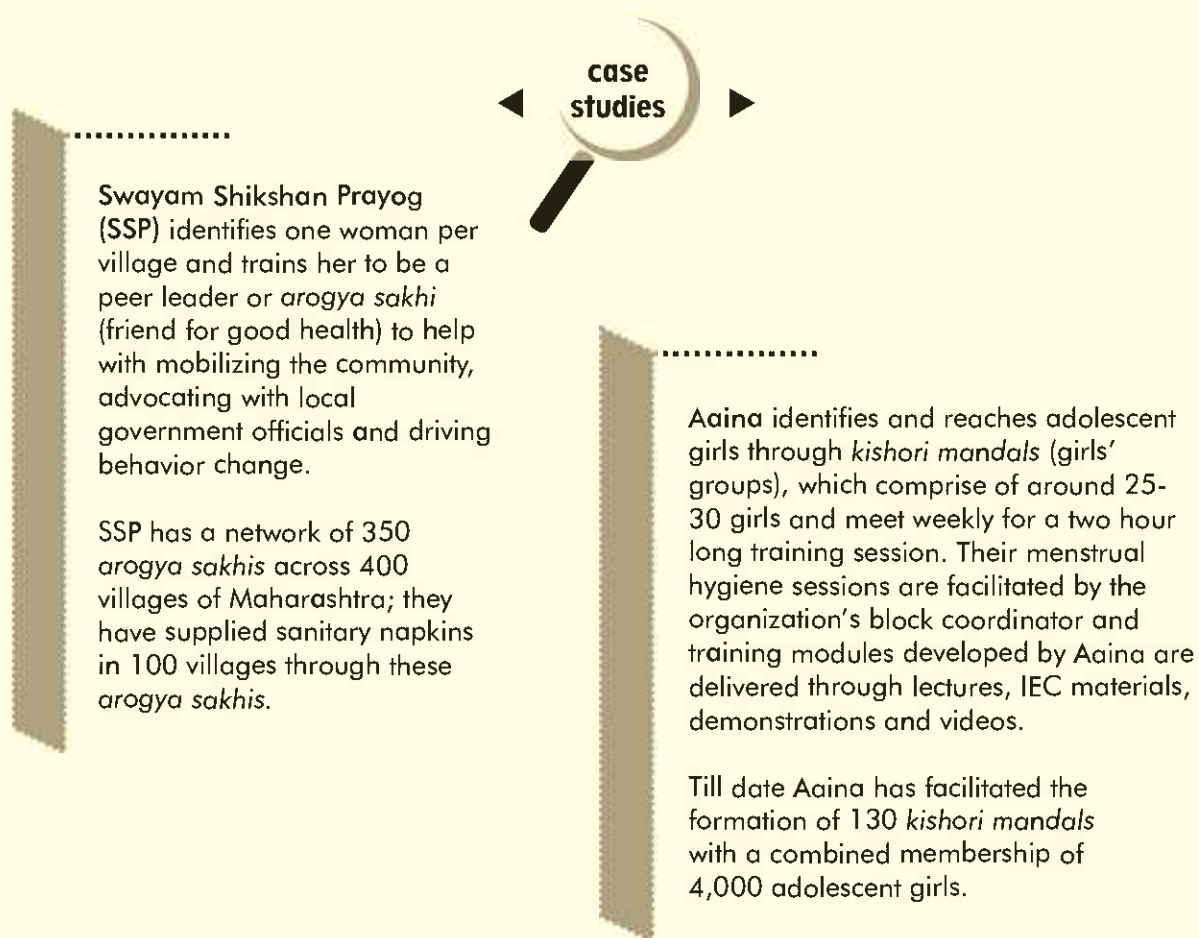 case
studies
Swayam Shikshan Prayog
(SSP) identifies one woman per
village and trains her to be a
peer leader or arogya sakhi
(friend for good health) to help
with mobilizing the community,
advocating with local
government officials and driving
behavior change.
SSP has a network of 350
arogya sakhis across 400
villages of Maharashtra; they
have supplied sanitary napkins
in 100 villages through these
arogya sakhis.
Aaina identifies and reaches adolescent
girls through kishori mandals (girls'
groups), which comprise of around 25-
30 girls and meet weekly for a two hour
long training session. Their menstrual
hygiene sessions are facilitated by the
organization's block coordinator and
training modules developed by Aaina are
delivered through lectures, IEC materials,
demonstrations and videos.
Till date Aaina has facilitated the
formation of 130 kishori mandals
with a combined membership of
4,000 adolescent girls.